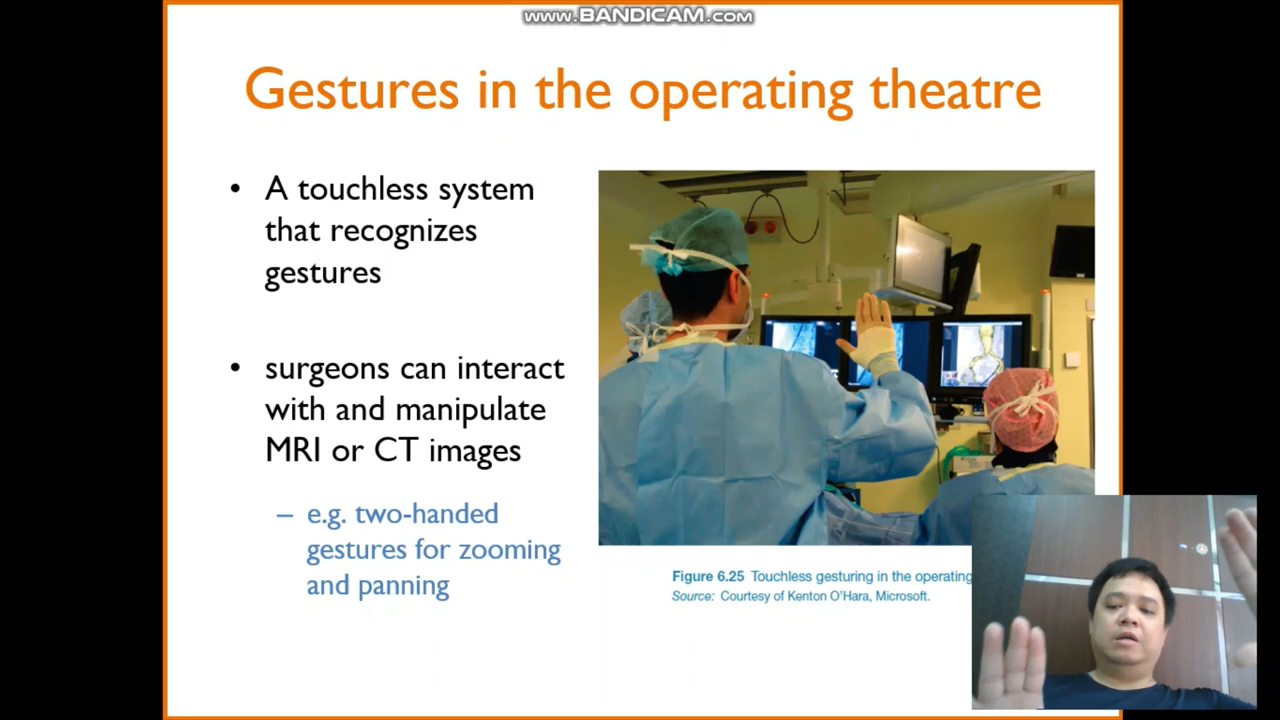 www.BANDICAM.com
Gestures in the operating theatre
• A touchless system
that recognizes
gestures
• surgeons can interact
with and manipulate
MRI or CT images
– e.g. two-handed
gestures for zooming
and panning
Figure 6.25 Touchless gesturing in the operating
Source: Courtesy of Kenton O'Hara, Microsoft.